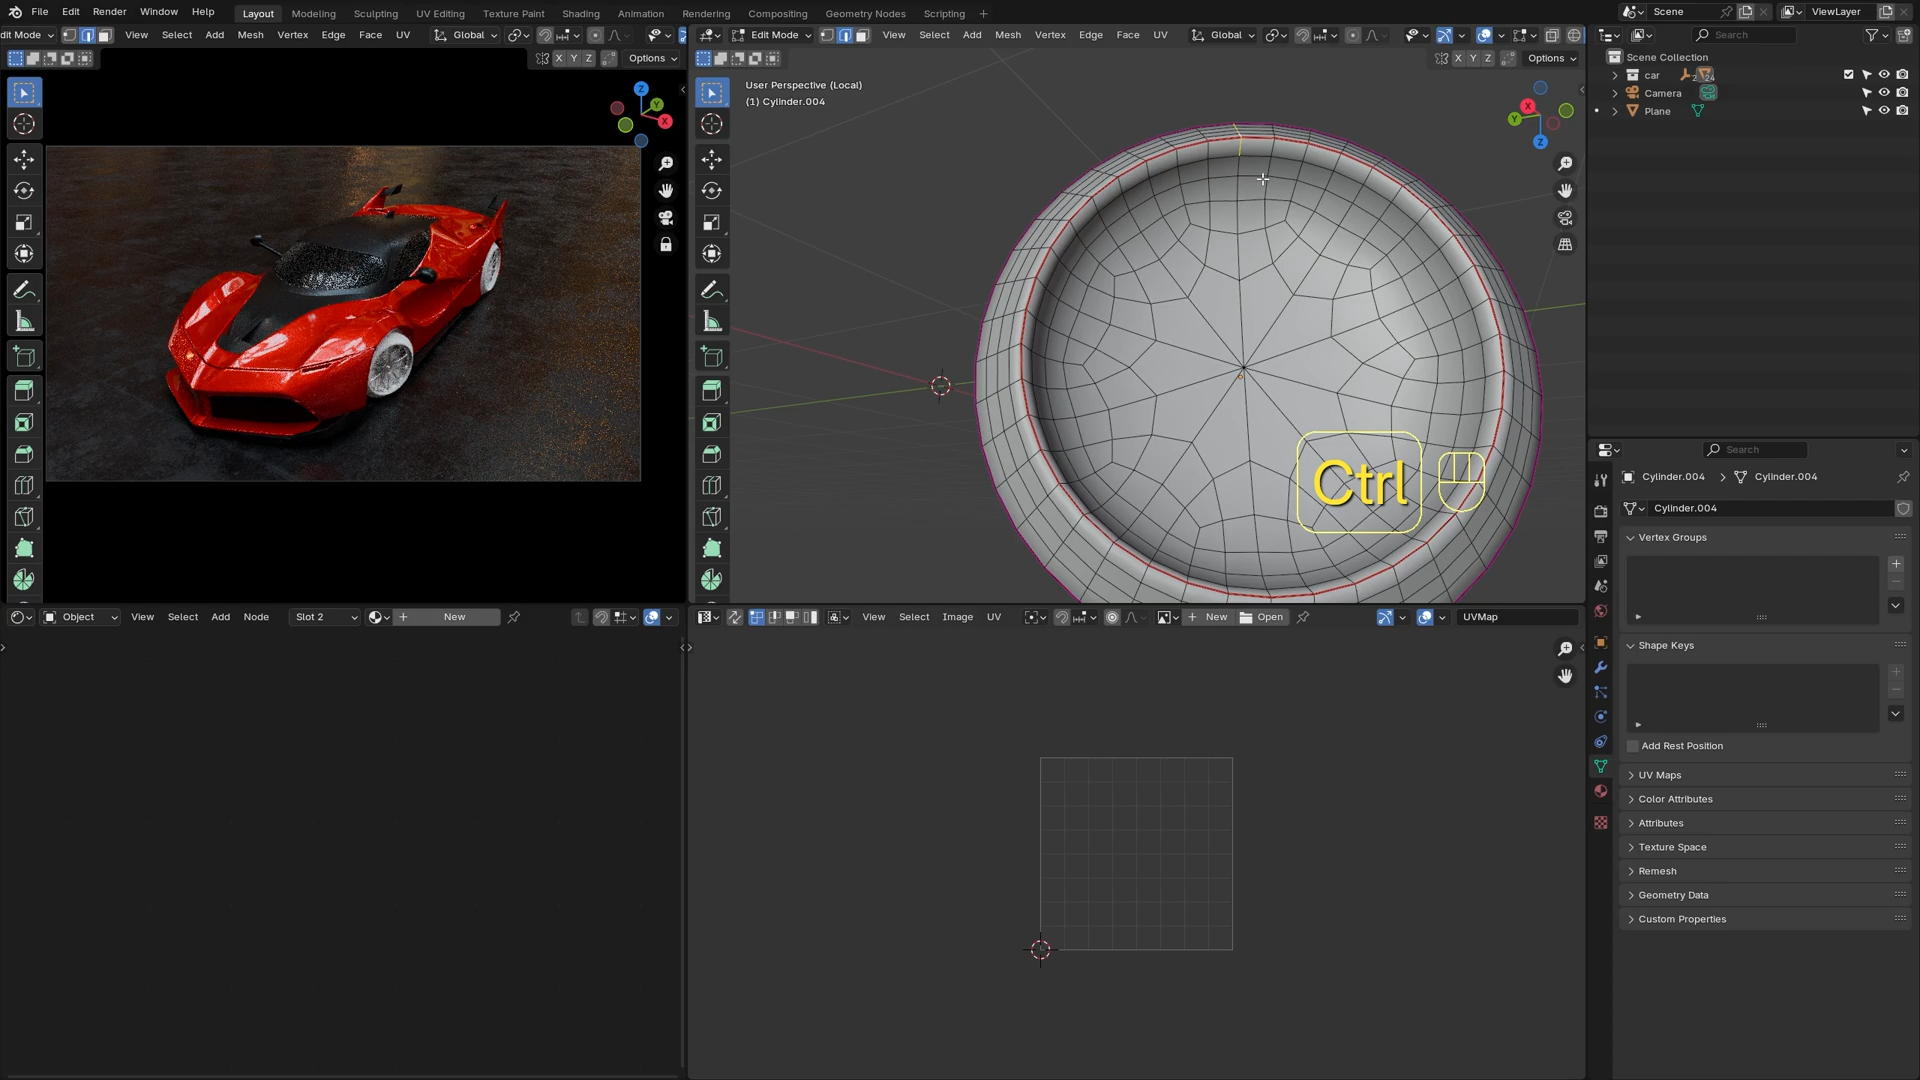 File Edit Render Window Help Layout Modeling Sculpting UV Editing Texture Paint Shading Animation Rendering Compositing Geometry Nodes Scripting + Scene ViewLayer
dit Mode View Select Add Mesh Vertex Edge Face UV Global
Edit Mode View Select Add Mesh Vertex Edge Face UV Global
Search
X Y Z Options
X Y Z Options
Scene Collection
car
Camera
Plane
User Perspective (Local)
(1) Cylinder.004
Z
Y
X
X
Y
Z
Ctrl
Search
Cylinder.004 > Cylinder.004
Cylinder.004
Vertex Groups
Shape Keys
Add Rest Position
UV Maps
Color Attributes
Attributes
Texture Space
Remesh
Geometry Data
Custom Properties
Object View Select Add Node Slot 2 + New
View Select Image UV + New Open UVMap